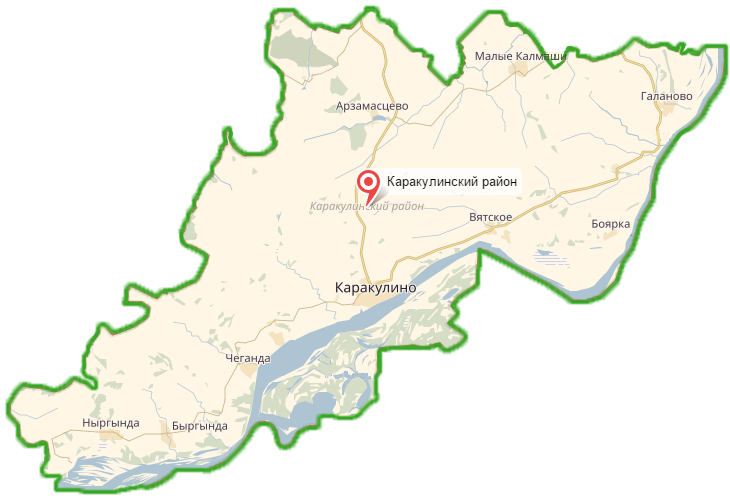 Малые Калмаши
Галаново
Арзамасцево
Каракулинский район
Каракулинский район
Вятское
Боярка
Каракулино
Чеганда
Ныргында
Быргында